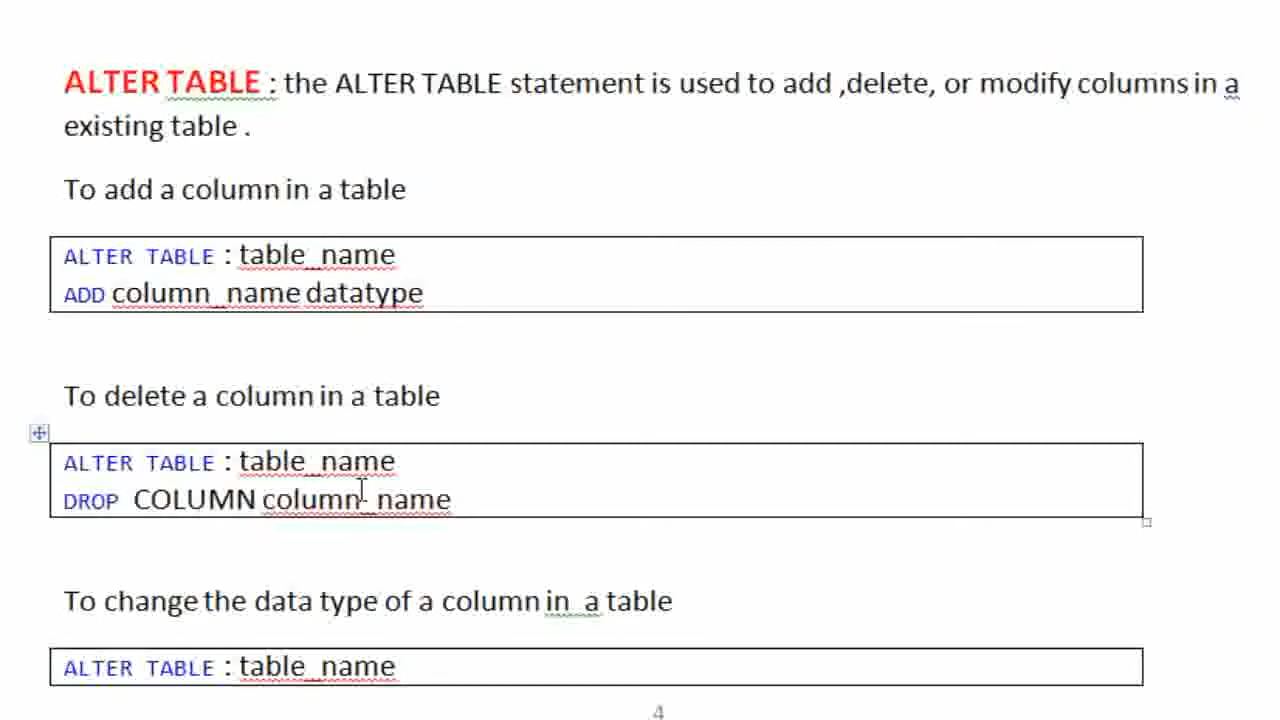 ALTER TABLE : the ALTER TABLE statement is used to add ,delete, or modify columns in a
existing table .
To add a column in a table
ALTER TABLE : table_name
ADD column_name datatype
To delete a column in a table
ALTER TABLE : table_name
DROP COLUMN column_name
To change the data type of a column in a table
ALTER TABLE : table_name
4